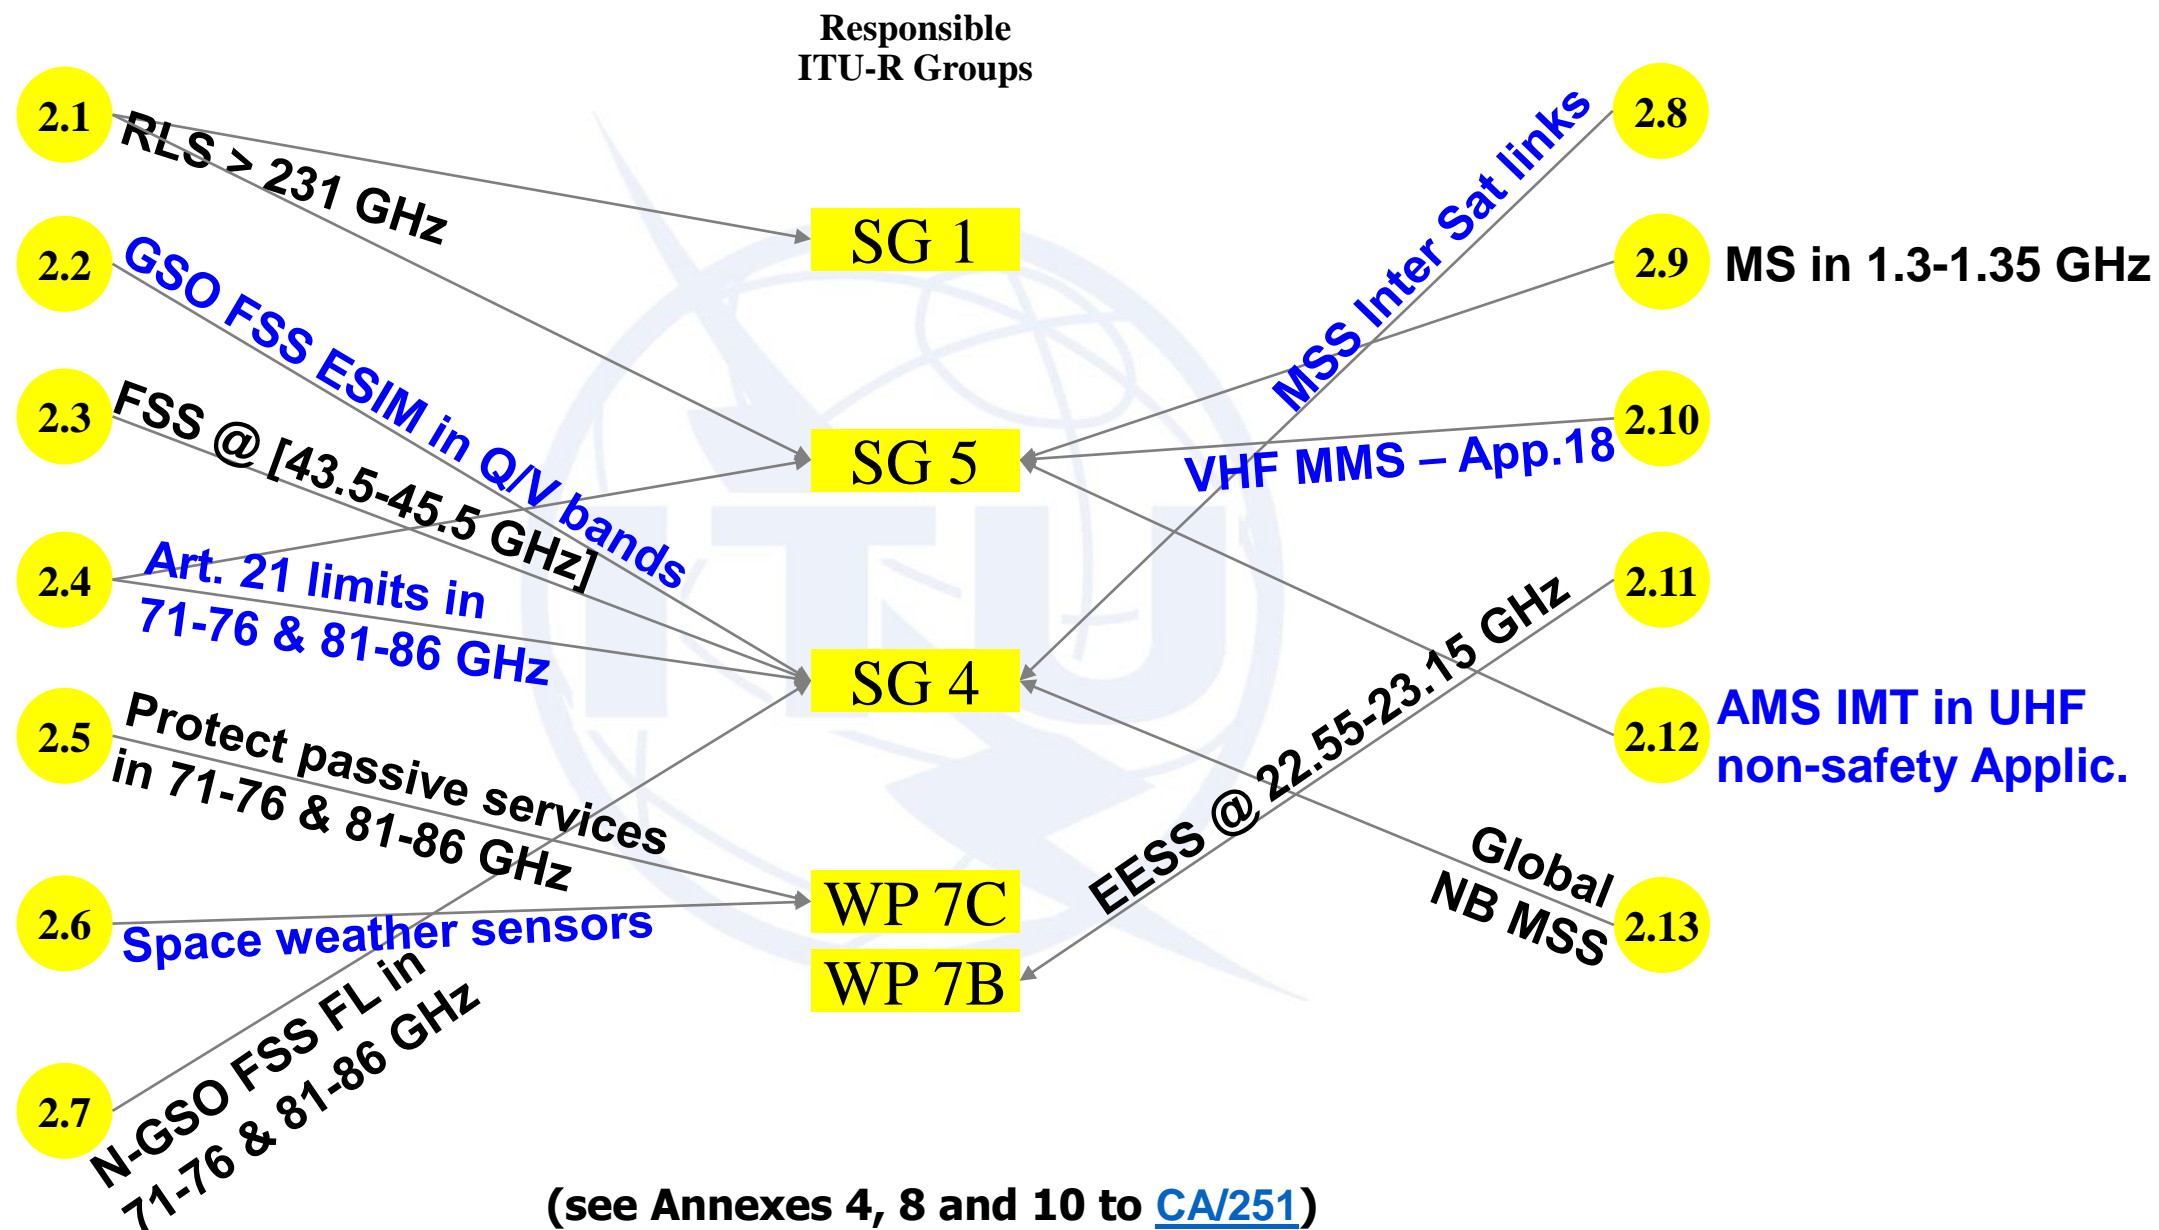 Responsible
ITU-R Groups
2.1
RLS > 231 GHz
2.2
GSO FSS ESIM in Q/V bands
2.3
FSS @ [43.5-45.5 GHz]
2.4
Art. 21 limits in
71-76 & 81-86 GHz
2.5
Protect passive services
in 71-76 & 81-86 GHz
2.6
Space weather sensors
2.7
N-GSO FSS FL in
71-76 & 81-86 GHz
SG 1
SG 5
SG 4
WP 7C
WP 7B
ITU
2.8
MSS Inter Sat links
2.9
MS in 1.3-1.35 GHz
2.10
VHF MMS – App.18
2.11
EESS @ 22.55-23.15 GHz
2.12
AMS IMT in UHF
non-safety Applic.
2.13
Global
NB MSS
(see Annexes 4, 8 and 10 to CA/251)